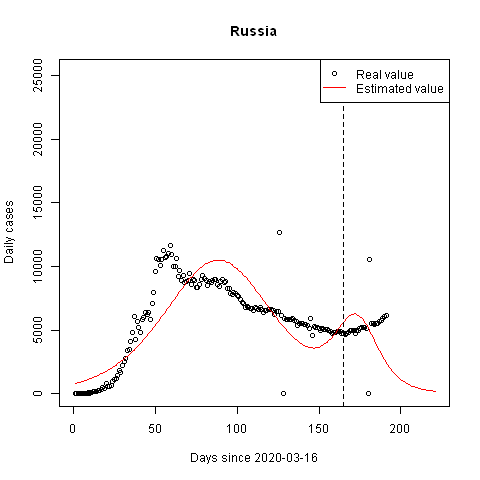 Russia
Real value
Estimated value
Daily cases
25000
20000
15000
10000
5000
0
0 50 100 150 200
Days since 2020-03-16